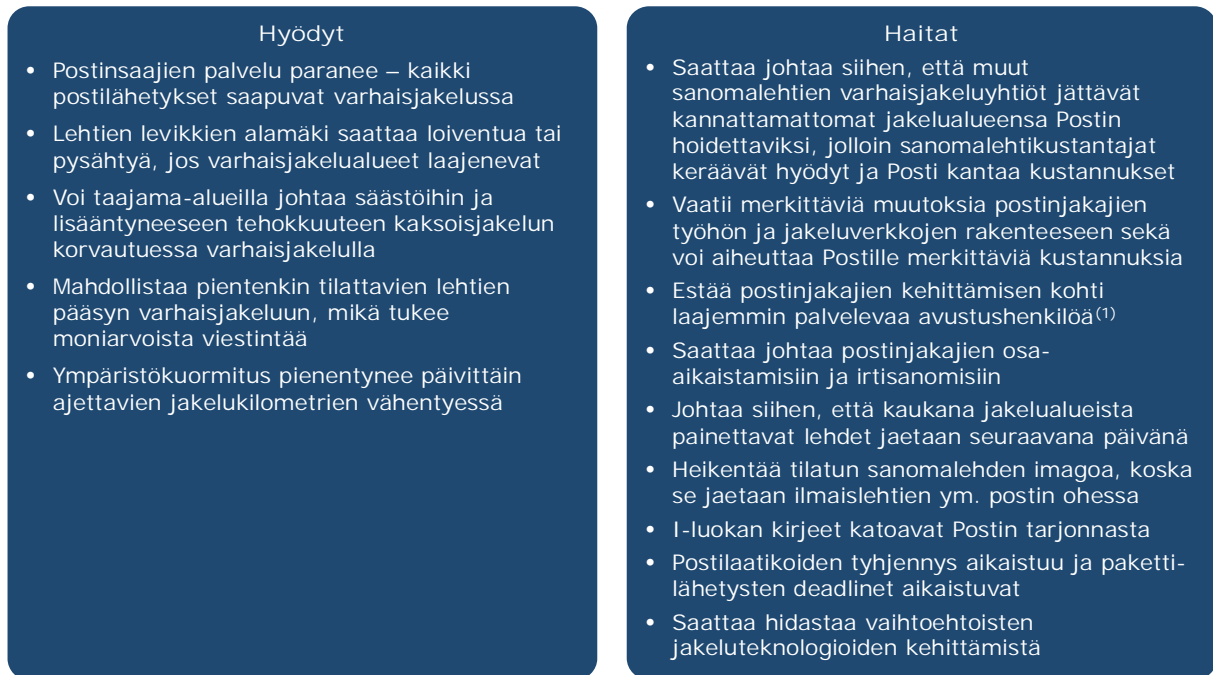 Hyödyt
• Postinsaajien palvelu paranee – kaikki
postilähetykset saapuvat varhaisjakelussa
• Lehtien levikkien alamäki saattaa loiventua tai
pysähtyä, jos varhaisjakelualueet laajenevat
• Voi taajama-alueilla johtaa säästöihin ja
lisääntyneeseen tehokkuuteen kaksoisjakelun
korvautuessa varhaisjakelulla
• Mahdollistaa pientenkin tilattavien lehtien
pääsyn varhaisjakeluun, mikä tukee
moniarvoista viestintää
• Ympäristökuormitus pienentynee päivittäin
ajettavien jakelukilometrien vähentyessä
Haitat
• Saattaa johtaa siihen, että muut
sanomalehtien varhaisjakeluyhtiöt jättävät
kannattamattomat jakelualueensa Postin
hoidettaviksi, jolloin sanomalehtikustantajat
keräävät hyödyt ja Posti kantaa kustannukset
• Vaatii merkittäviä muutoksia postinjakajien
työhön ja jakeluverkkojen rakenteeseen sekä
voi aiheuttaa Postille merkittäviä kustannuksia
• Estää postinjakajien kehittämisen kohti
laajemmin palvelevaa avustushenkilöä(1)
• Saattaa johtaa postinjakajien osa-
aikaistamisiin ja irtisanomisiin
• Johtaa siihen, että kaukana jakelualueista
painettavat lehdet jaetaan seuraavana päivänä
• Heikentää tilatun sanomalehden imagoa, koska
se jaetaan ilmaislehtien ym. postin ohessa
• I-luokan kirjeet katoavat Postin tarjonnasta
• Postilaatikoiden tyhjennys aikaistuu ja paketti-
lähetysten deadlinet aikaistuvat
• Saattaa hidastaa vaihtoehtoisten
jakeluteknologioiden kehittämistä